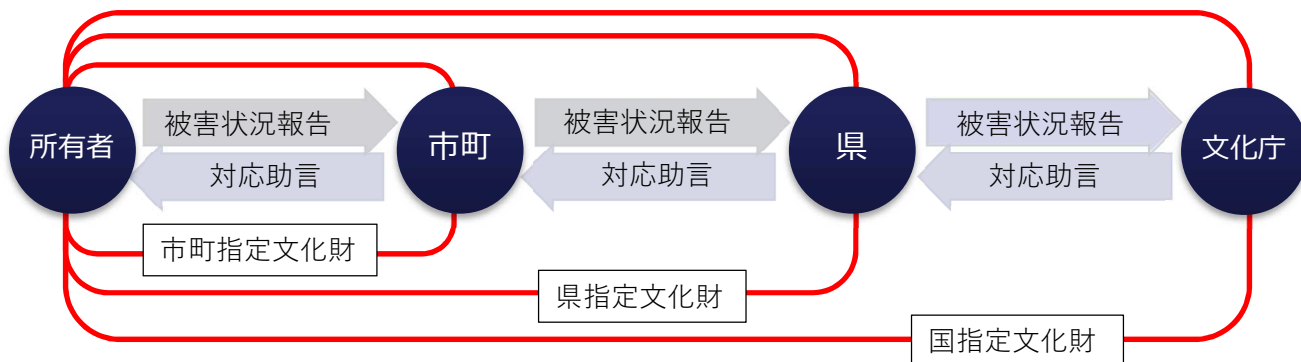 所有者
被害状況報告
対応助言
市町
被害状況報告
対応助言
県
被害状況報告
対応助言
文化庁
市町指定文化財
県指定文化財
国指定文化財